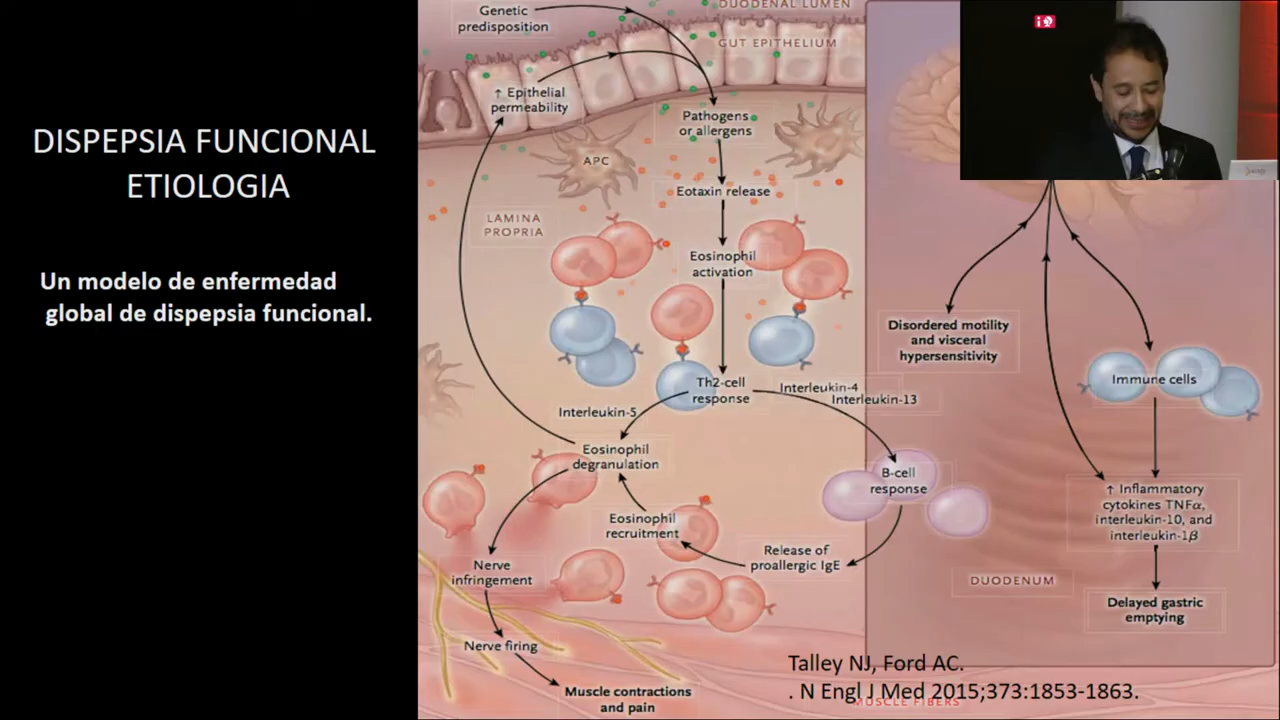 DISPEPSIA FUNCIONAL
ETIOLOGIA
Un modelo de enfermedad
global de dispepsia funcional.
Genetic
predisposition
DUODENAL LUMEN
GUT EPITHELIUM
↑ Epithelial
permeability
Pathogens
or allergens
APC
Eotaxin release
LAMINA
PROPRIA
Eosinophil
activation
Th2-cell
response
Interleukin-4
Interleukin-13
Interleukin-5
Eosinophil
degranulation
B-cell
response
Eosinophil
recruitment
Release of
proallergic IgE
Nerve
infringement
Nerve firing
Muscle contractions
and pain
Disordered motility
and visceral
hypersensitivity
Immune cells
↑ Inflammatory
cytokines TNFα,
interleukin-10, and
interleukin-1β
DUODENUM
Delayed gastric
emptying
Talley NJ, Ford AC.
. N Engl J Med 2015;373:1853-1863.
MUSCLE FIBERS